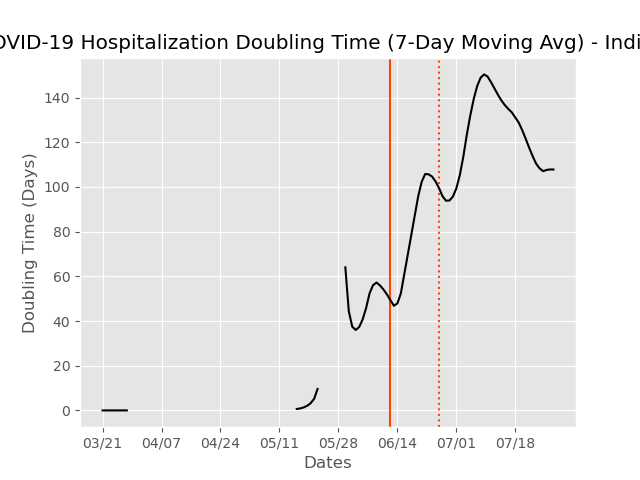 OVID-19 Hospitalization Doubling Time (7-Day Moving Avg) - Indi
140
120
100
80
60
40
20
0
Doubling Time (Days)
03/21 04/07 04/24 05/11 05/28 06/14 07/01 07/18
Dates